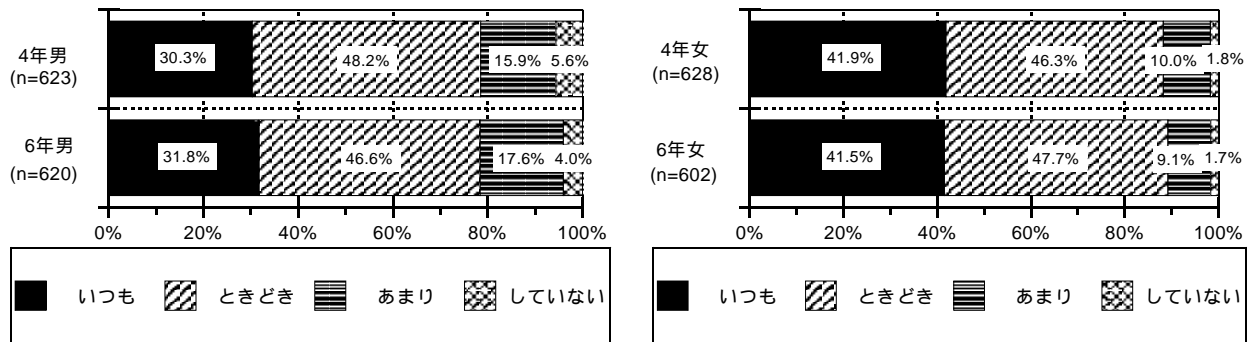 4年男
(n=623)
30.3% 48.2% 15.9% 5.6%
6年男
(n=620)
31.8% 46.6% 17.6% 4.0%
0% 20% 40% 60% 80% 100%
いつも ときどき あまり していない
4年女
(n=628)
41.9% 46.3% 10.0% 1.8%
6年女
(n=602)
41.5% 47.7% 9.1% 1.7%
0% 20% 40% 60% 80% 100%
いつも ときどき あまり していない